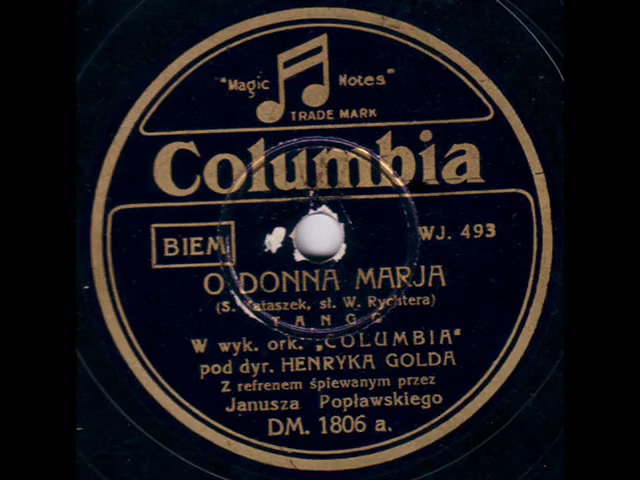 "Magic Notes"
TRADE MARK
Columbia
BIEM
WJ. 493
O DONNA MARJA
(S. Kataszek, sł. W. Rychtera)
TANGO
W wyk. ork. „COLUMBIA"
pod dyr. HENRYKA GOLDA
Z refrenem śpiewanym przez
Janusza Popławskiego
DM. 1806 a.